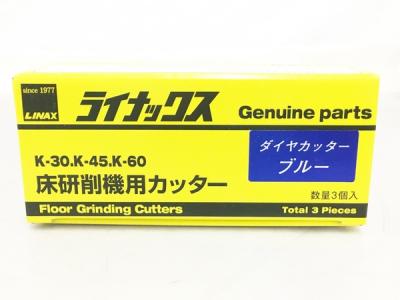 since 1977
LINAX
ライナックス
Genuine parts
K-30.K-45.K-60
床研削機用カッター
Floor Grinding Cutters
ダイヤカッター
ブルー
数量3個入
Total 3 Pieces